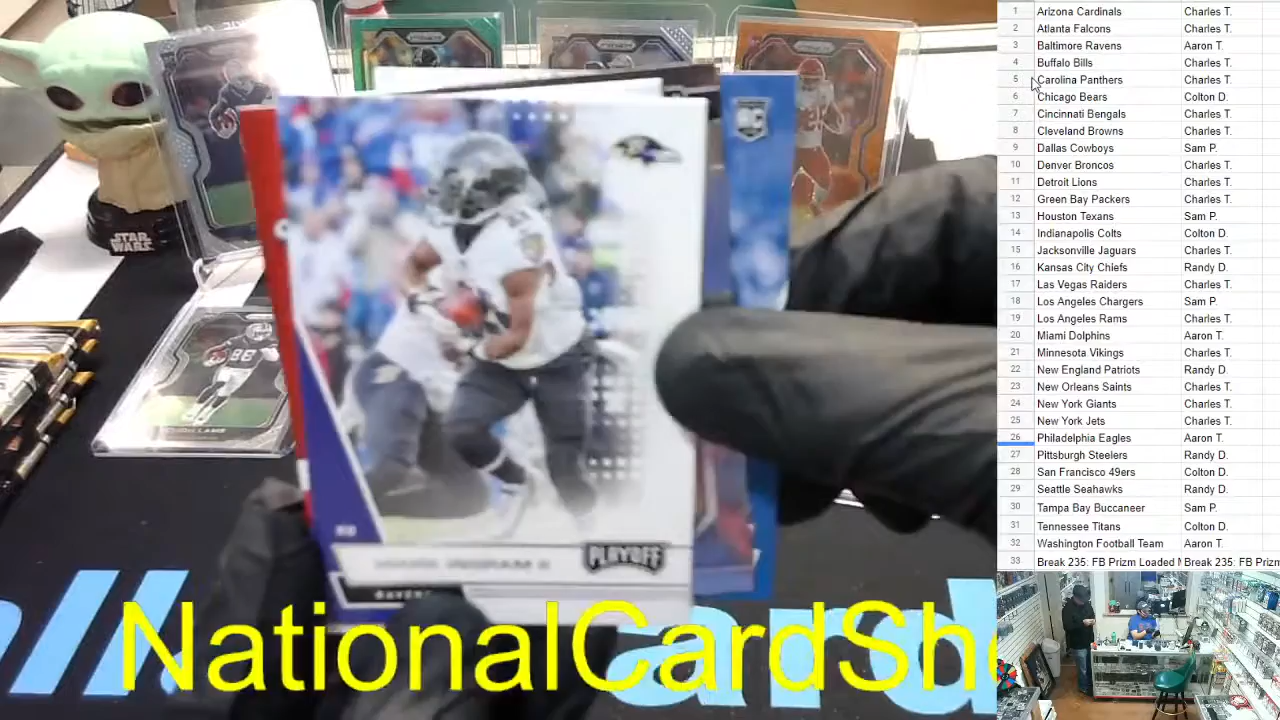 1 Arizona Cardinals Charles T.
2 Atlanta Falcons Charles T.
3 Baltimore Ravens Aaron T.
4 Buffalo Bills Charles T.
5 Carolina Panthers Charles T.
6 Chicago Bears Colton D.
7 Cincinnati Bengals Charles T.
8 Cleveland Browns Charles T.
9 Dallas Cowboys Sam P.
10 Denver Broncos Charles T.
11 Detroit Lions Charles T.
12 Green Bay Packers Charles T.
13 Houston Texans Sam P.
14 Indianapolis Colts Colton D.
15 Jacksonville Jaguars Charles T.
16 Kansas City Chiefs Randy D.
17 Las Vegas Raiders Charles T.
18 Los Angeles Chargers Sam P.
19 Los Angeles Rams Charles T.
20 Miami Dolphins Aaron T.
21 Minnesota Vikings Charles T.
22 New England Patriots Randy D.
23 New Orleans Saints Charles T.
24 New York Giants Charles T.
25 New York Jets Charles T.
26 Philadelphia Eagles Aaron T.
27 Pittsburgh Steelers Randy D.
28 San Francisco 49ers Colton D.
29 Seattle Seahawks Randy D.
30 Tampa Bay Buccaneer Sam P.
31 Tennessee Titans Colton D.
32 Washington Football Team Aaron T.
33 Break 235: FB Prizm Loaded Break 235: FB Prizm
STAR
WARS
RC
88
PLAYOFF
NationalCardSh